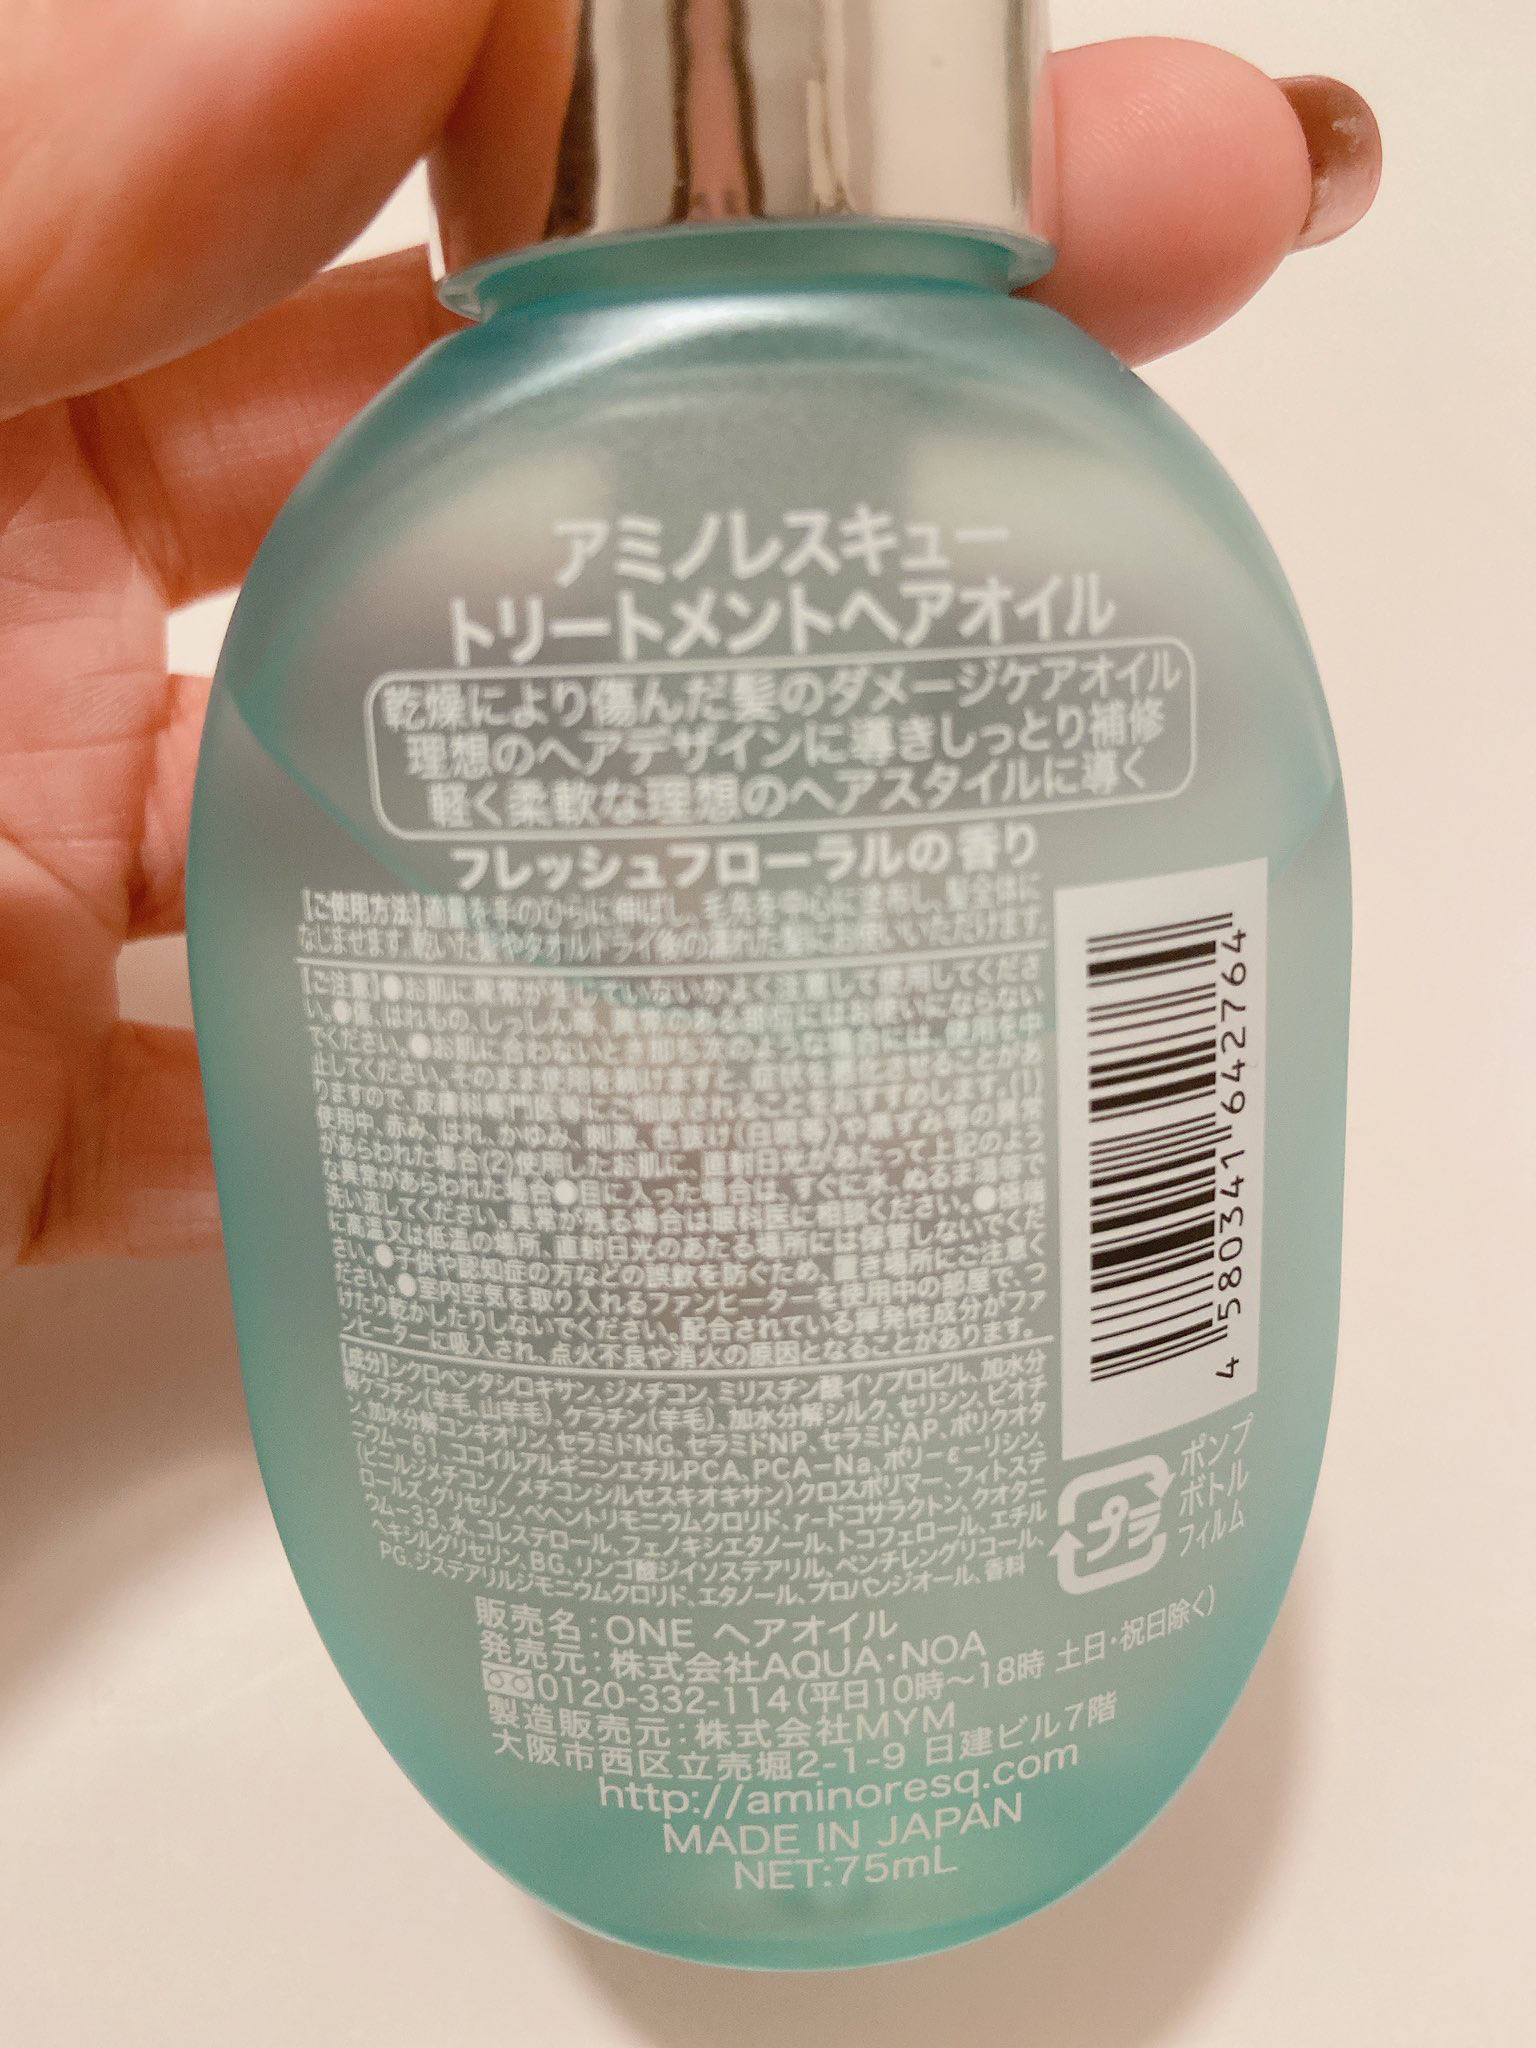 アミノレスキュー
トリートメントヘアオイル
乾燥により傷んだ髪のダメージケアオイル
理想のヘアデザインに導きしっとり補修
軽く柔軟な理想のヘアスタイルに導く
フレッシュフローラルの香り
【ご使用方法】適量を手のひらに伸ばし、毛先を中心に塗布し、髪全体に
なじませます。乾いた髪やタオルドライ後の濡れた髪にお使いいただけます。
【ご注意】●お肌に異常が生じていないかよく注意して使用してくださ
い。●傷、はれもの、しっしん等、異常のある部位にはお使いにならない
でください。●お肌に合わないとき即ち次のような場合には、使用を中
止してください。そのまま使用を続けますと、症状を悪化させることがあ
りますので、皮膚科専門医等にご相談されることをおすすめします。(1)
使用中、赤み、はれ、かゆみ、刺激、色抜け(白斑等)や黒ずみ等の異常
があらわれた場合(2)使用したお肌に、直射日光があたって上記のよう
な異常があらわれた場合●目に入った場合は、すぐに水、ぬるま湯等で
洗い流してください。異常が残る場合は眼科医に相談ください。●極端
に高温又は低温の場所、直射日光のあたる場所には保管しないでくだ
さい。●子供や認知症の方などの誤飲を防ぐため、置き場所にご注意く
ださい。●室内空気を取り入れるファンヒーターを使用中の部屋で、つ
けたり乾かしたりしないでください。配合されている揮発性成分がファ
ンヒーターに吸入され、点火不良や消火の原因となることがあります。
【成分】シクロペンタシロキサン、ジメチコン、ミリスチン酸イソプロピル、加水分
解ケラチン(羊毛、山羊毛)、ケラチン(羊毛)、加水分解シルク、セリシン、ビオチ
ン、加水分解コンキオリン、セラミドNG、セラミドNP、セラミドAP、ポリクオタ
ニウム-61、ココイルアルギニンエチルPCA、PCA-Na、ポリ-ε-リシン、
(ビニルジメチコン/メチコンシルセスキオキサン)クロスポリマー、フィトステ
ロールズ、グリセリン、ベヘントリモニウムクロリド、γ-ドコサラクトン、クオタニ
ウム-33、水、コレステロール、フェノキシエタノール、トコフェロール、エチル
ヘキシルグリセリン、BG、リンゴ酸ジイソステアリル、ペンチレングリコール、
PG、ジステアリルジモニウムクロリド、エタノール、プロパンジオール、香料
4 580341 642764
プラ
ポンプ
ボトル
フィルム
販売名:ONE ヘアオイル
発売元:株式会社AQUA・NOA
0120-332-114(平日10時〜18時 土日・祝日除く)
製造販売元:株式会社MYM
大阪市西区立売堀2-1-9 日建ビル7階
http://aminoresq.com
MADE IN JAPAN
NET:75mL